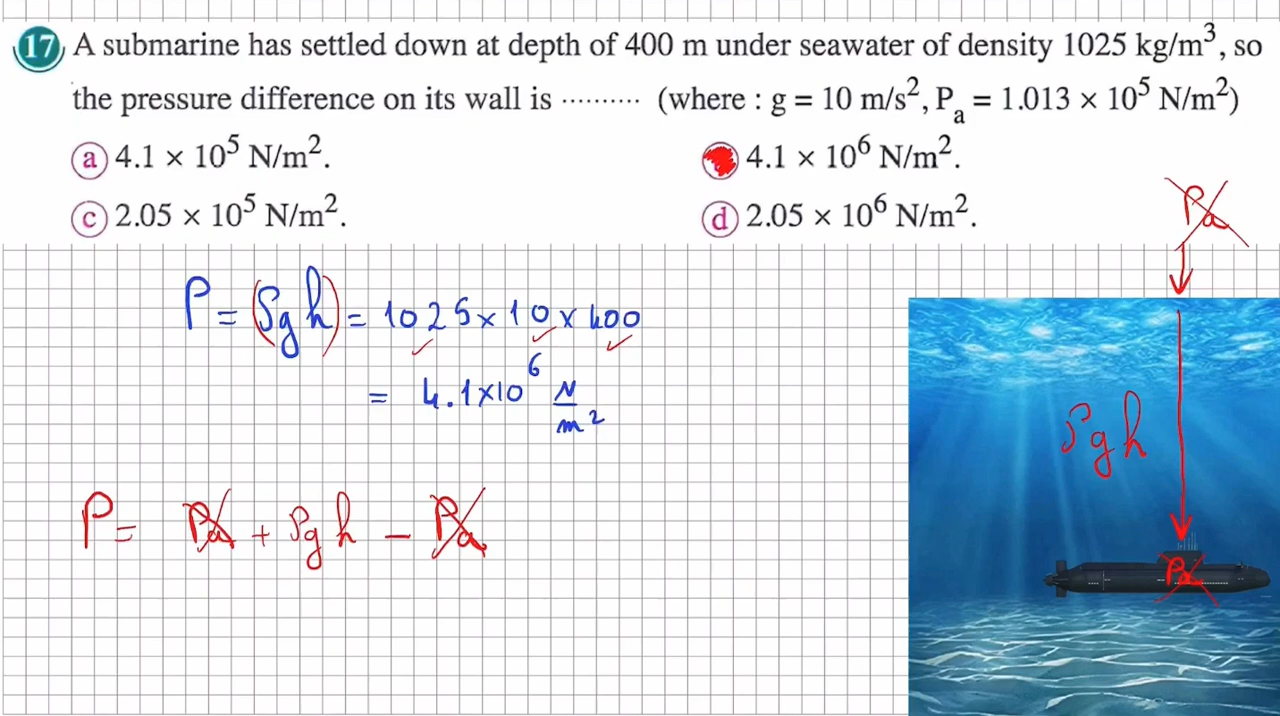 17 A submarine has settled down at depth of 400 m under seawater of density 1025 kg/m³, so
the pressure difference on its wall is .......... (where : g = 10 m/s², Pa = 1.013 × 10⁵ N/m²)
a 4.1 × 10⁵ N/m². 4.1 × 10⁶ N/m².
c 2.05 × 10⁵ N/m². d 2.05 × 10⁶ N/m².
Pa
P = (ρgh) = 1025 × 10 × 400
= 4.1 × 10⁶ N/m²
ρgh
P = Pa + ρgh - Pa
Pa